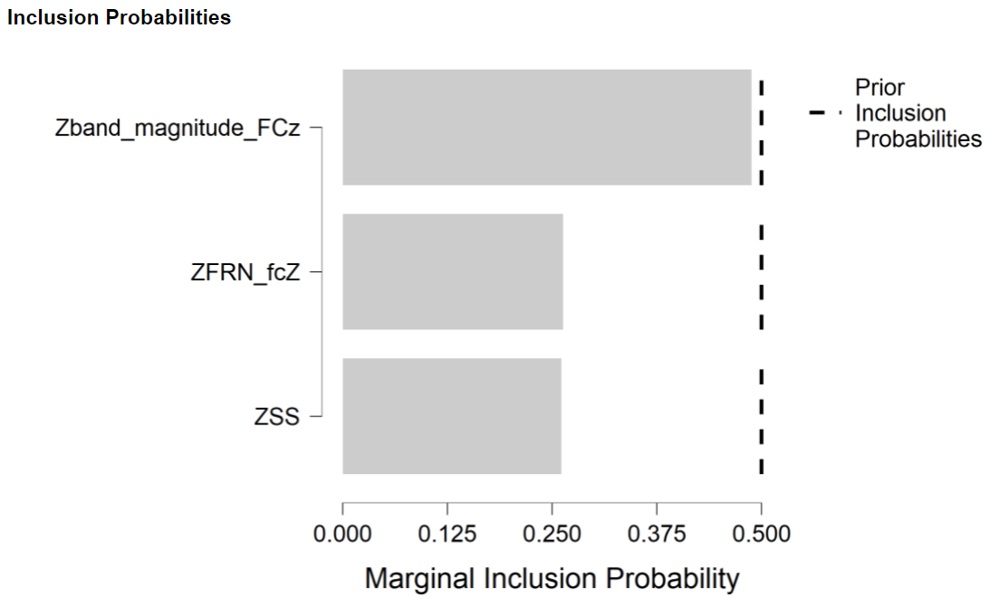 Inclusion Probabilities
Zband_magnitude_FCz
ZFRN_fcZ
ZSS
Prior
Inclusion
Probabilities
0.000 0.125 0.250 0.375 0.500
Marginal Inclusion Probability